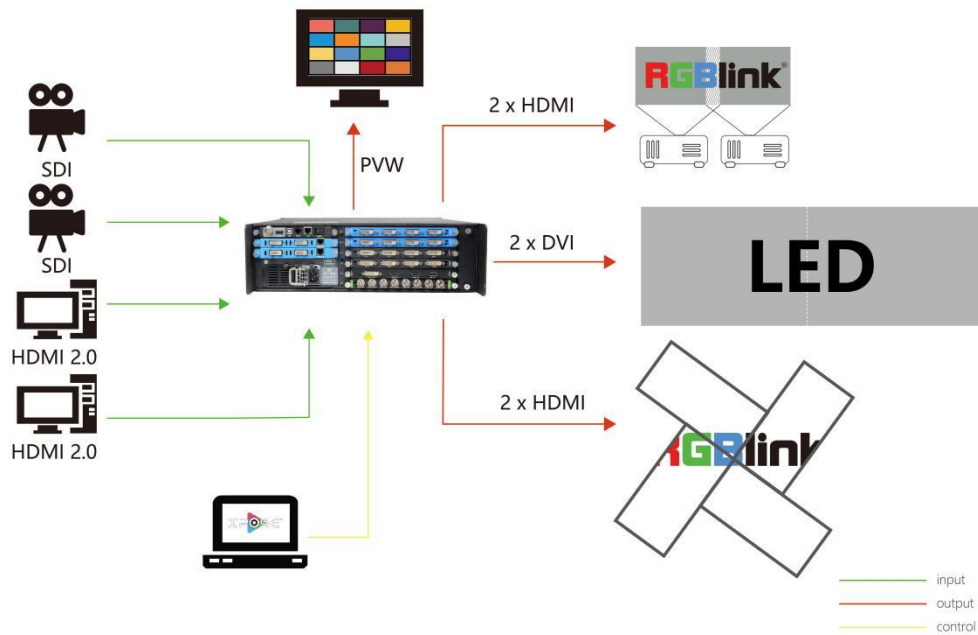 SDI
SDI
HDMI 2.0
HDMI 2.0
PVW
2 x HDMI
RGBlink®
2 x DVI
LED
2 x HDMI
RGBlink
XPOSE
input
output
control